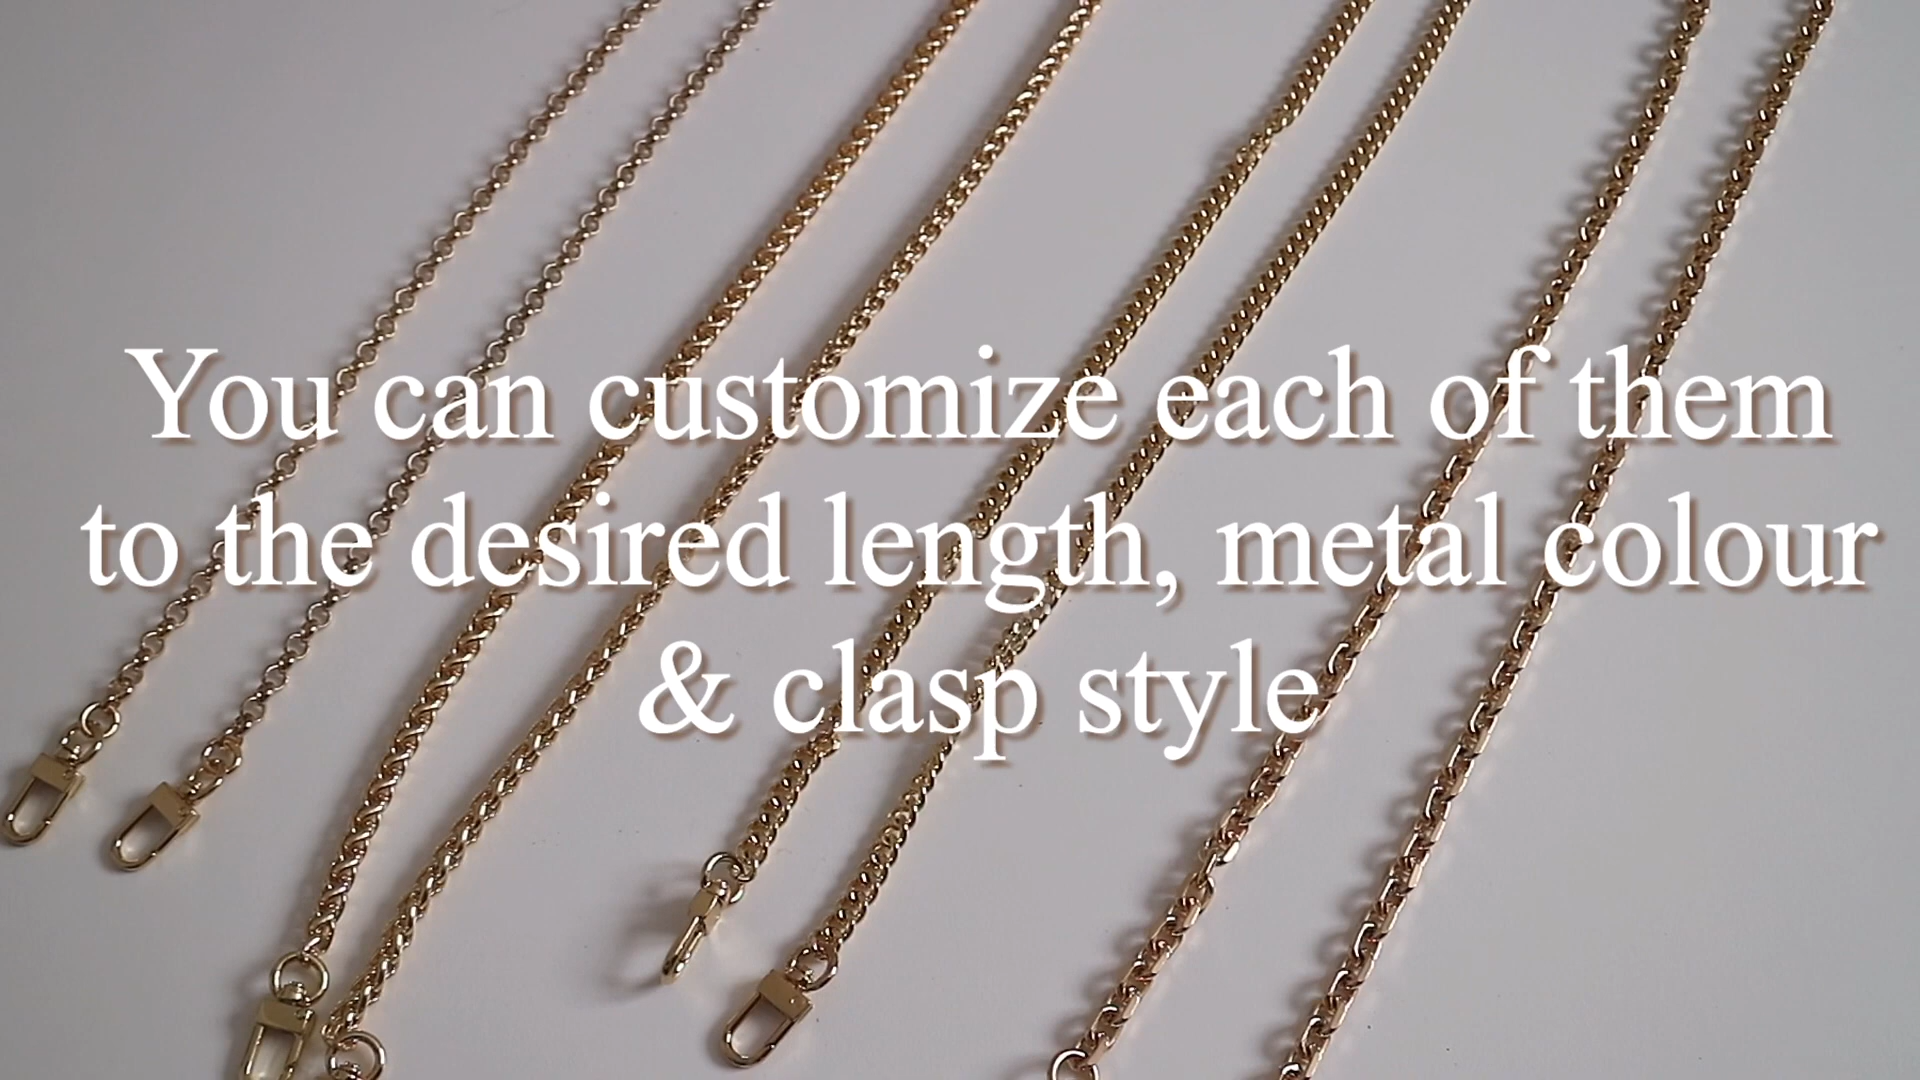 You can customize each of them
to the desired length, metal colour
& clasp style